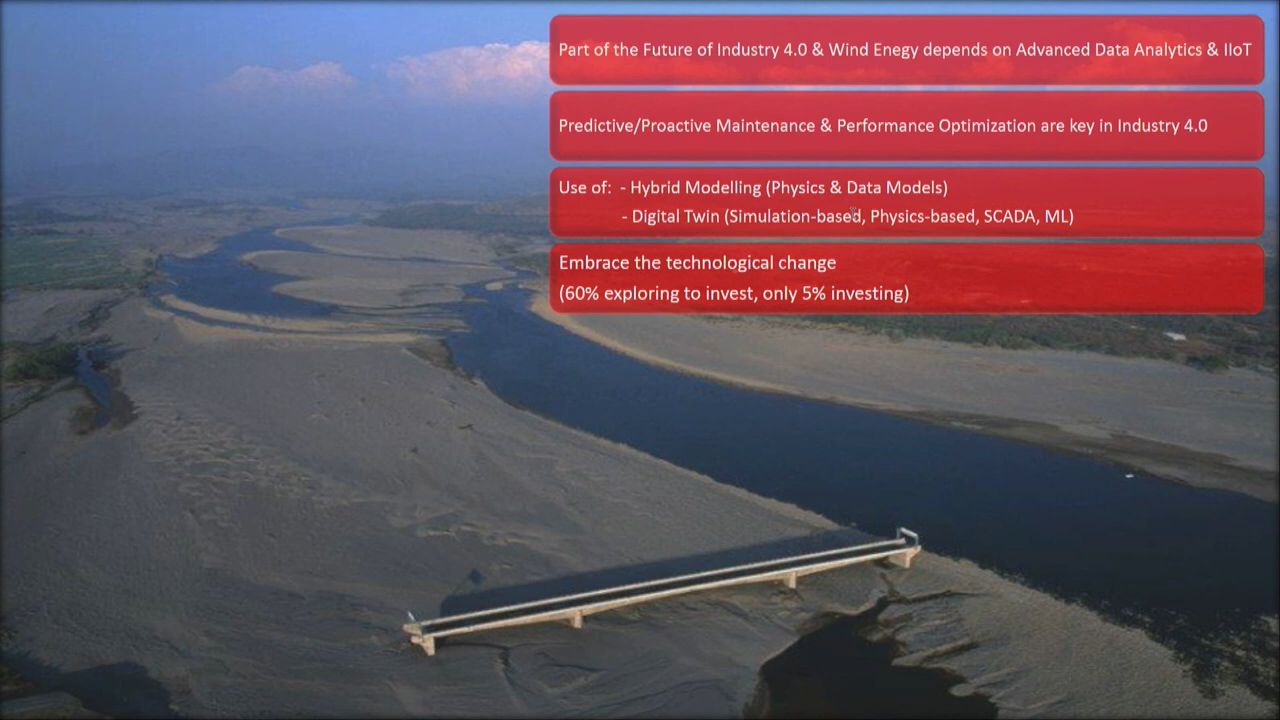 Part of the Future of Industry 4.0 & Wind Enegy depends on Advanced Data Analytics & IIoT
Predictive/Proactive Maintenance & Performance Optimization are key in Industry 4.0
Use of: - Hybrid Modelling (Physics & Data Models)
- Digital Twin (Simulation-based, Physics-based, SCADA, ML)
Embrace the technological change
(60% exploring to invest, only 5% investing)